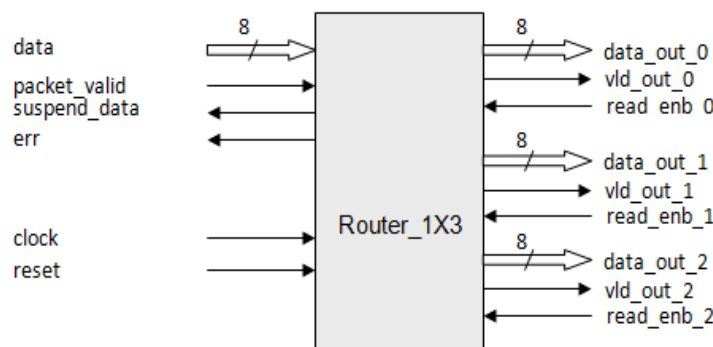 8
data
packet_valid
suspend_data
err
clock
reset
Router_1X3
8
data_out_0
vld_out_0
read_enb_0
8
data_out_1
vld_out_1
read_enb_1
8
data_out_2
vld_out_2
read_enb_2